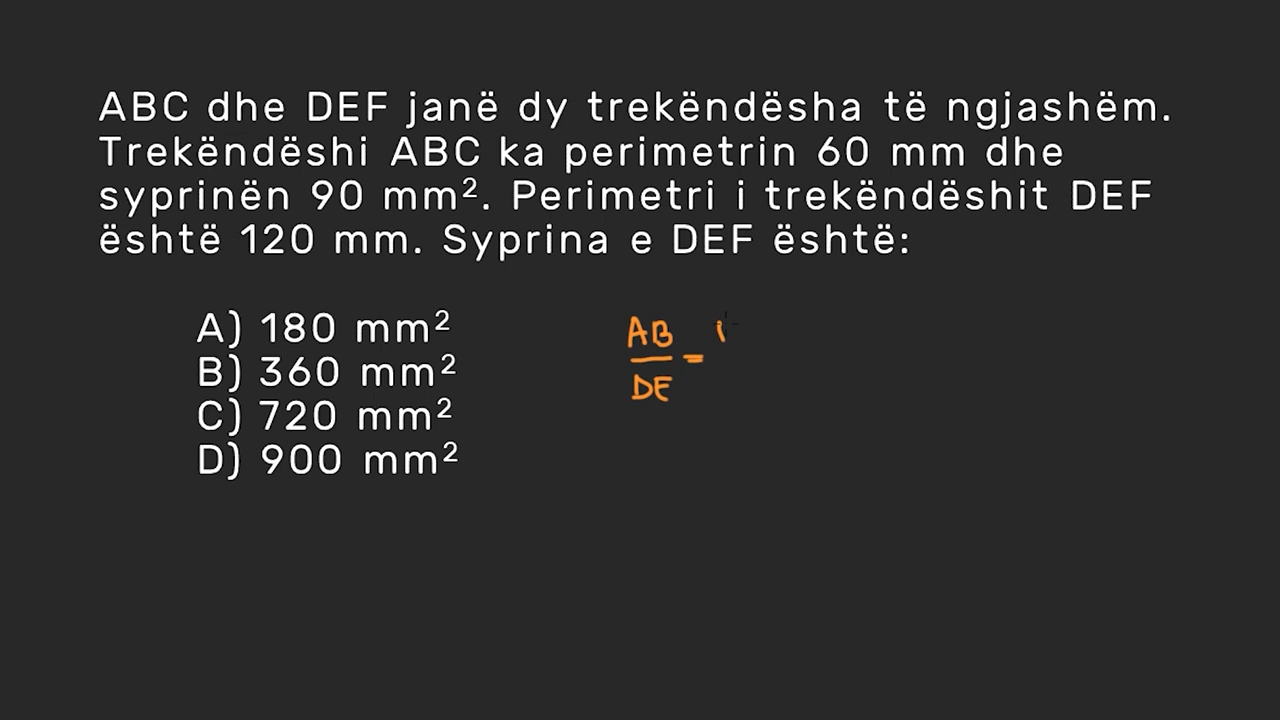 ABC dhe DEF janë dy trekëndësha të ngjashëm.
Trekëndëshi ABC ka perimetrin 60 mm dhe
syprinën 90 mm². Perimetri i trekëndëshit DEF
është 120 mm. Syprina e DEF është:
A) 180 mm²
B) 360 mm²
C) 720 mm²
D) 900 mm²
AB
=
DE